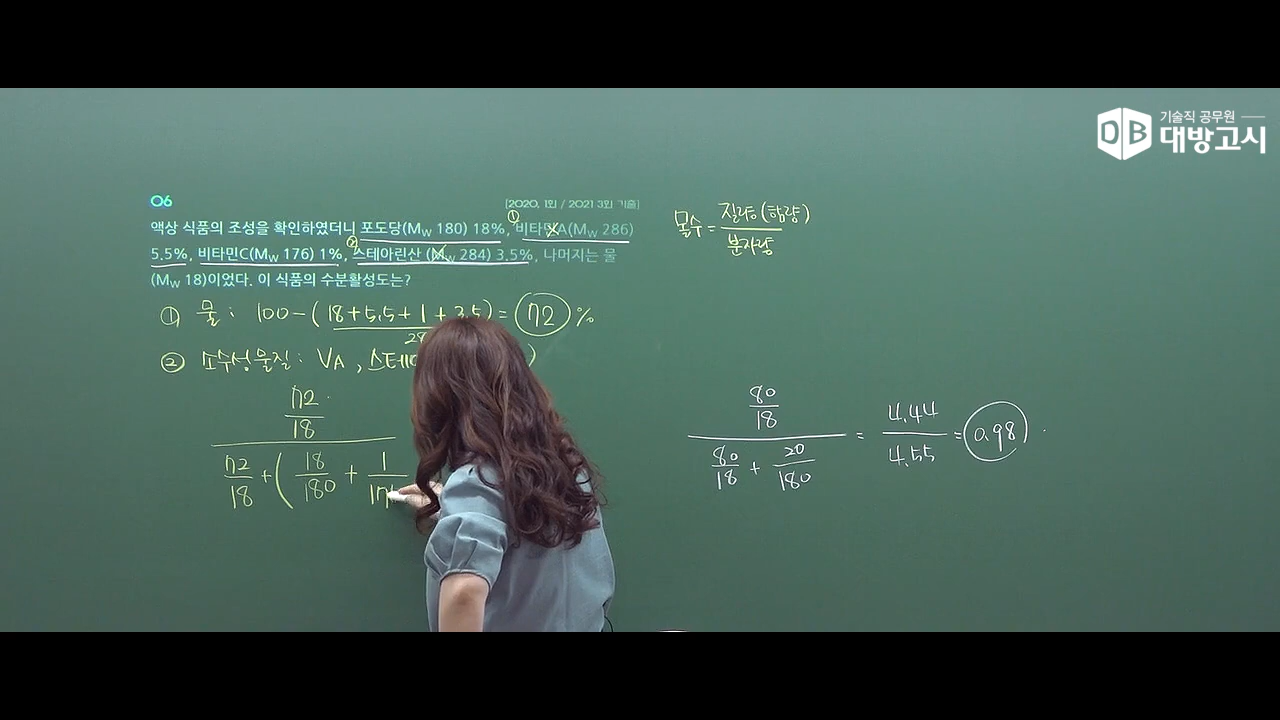 기술직 공무원
DB 대방고시
06
[2020. 1회 / 2021 3회 기출]
액상 식품의 조성을 확인하였더니 포도당(Mw 180) 18%, ① 비타민A(Mw 286)
5.5%, 비타민C(Mw 176) 1%, ② 스테아린산 (Mw 284) 3.5%, 나머지는 물
(Mw 18)이었다. 이 식품의 수분활성도는?
① 물 : 100 - ( 18 + 5.5 + 1 + 3.5 ) = 72 %
28
② 소수성물질 : VA , 스테 )
72
18
72/18 + ( 18/180 + 1/17
몰수 = 질량(함량)
분자량
80
18
= 4.44 / 4.55 = 0.98
80/18 + 20/180